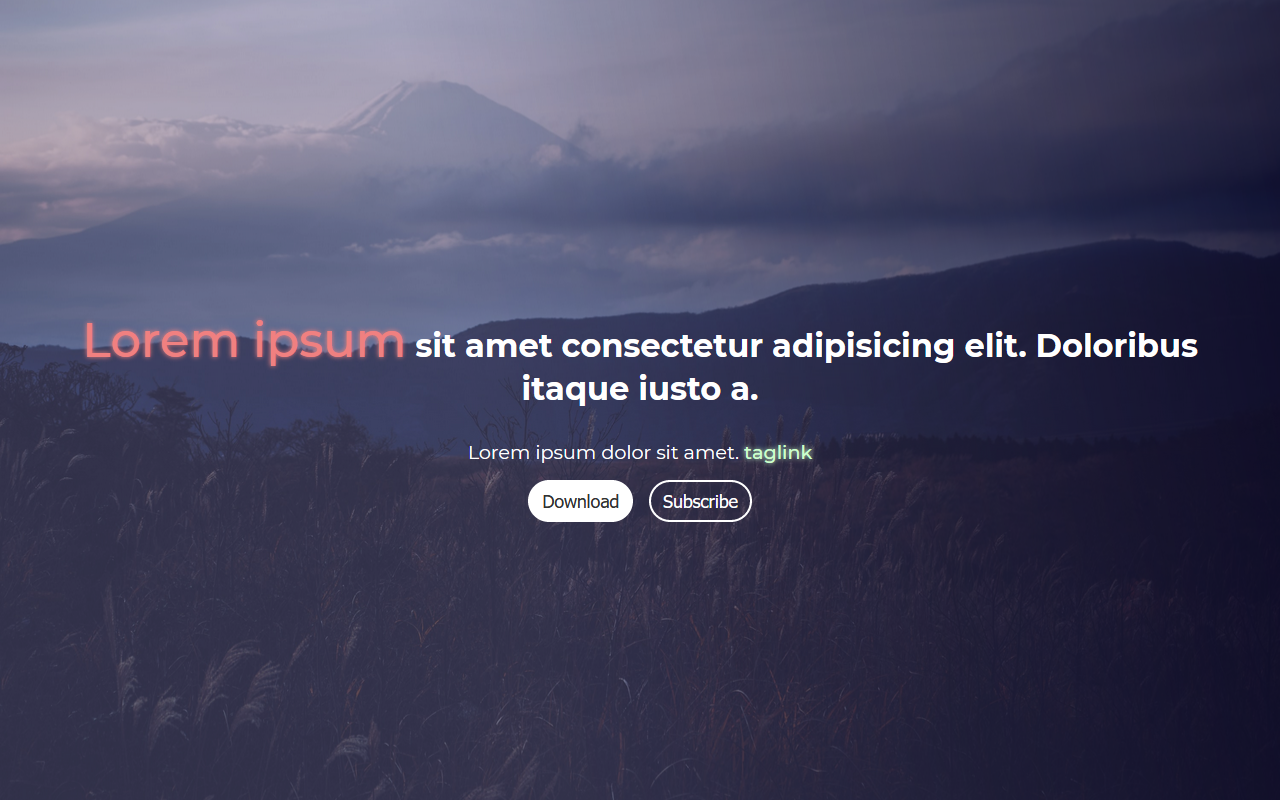 Lorem ipsum sit amet consectetur adipisicing elit. Doloribus
itaque iusto a.
Lorem ipsum dolor sit amet. taglink
Download Subscribe